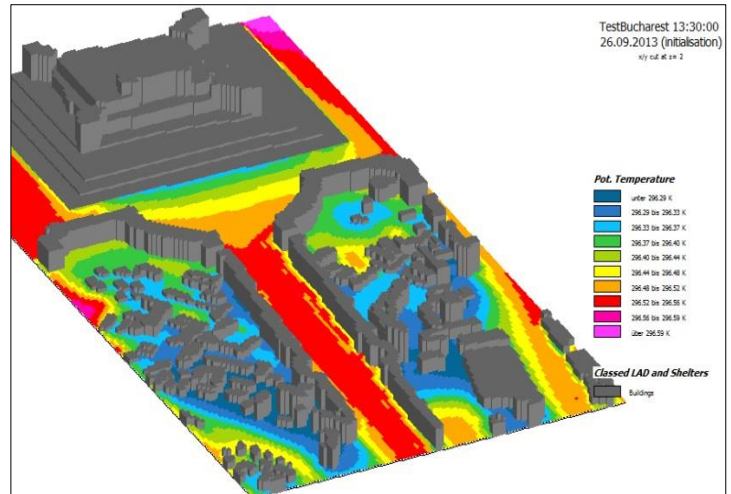 TestBucharest 13:30:00
26.09.2013 (initialisation)
x/y cut at z= 2
Pot. Temperature
unter 296.29 K
296.29 bis 296.33 K
296.33 bis 296.37 K
296.37 bis 296.40 K
296.40 bis 296.44 K
296.44 bis 296.48 K
296.48 bis 296.52 K
296.52 bis 296.56 K
296.56 bis 296.59 K
über 296.59 K
Classed LAD and Shelters
Buildings